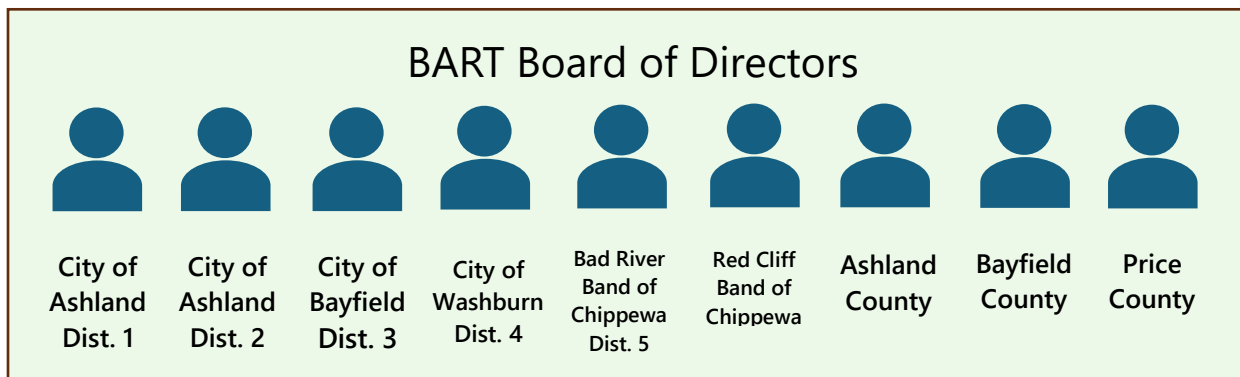 BART Board of Directors
City of
Ashland
Dist. 1
City of
Ashland
Dist. 2
City of
Bayfield
Dist. 3
City of
Washburn
Dist. 4
Bad River
Band of
Chippewa
Dist. 5
Red Cliff
Band of
Chippewa
Ashland
County
Bayfield
County
Price
County